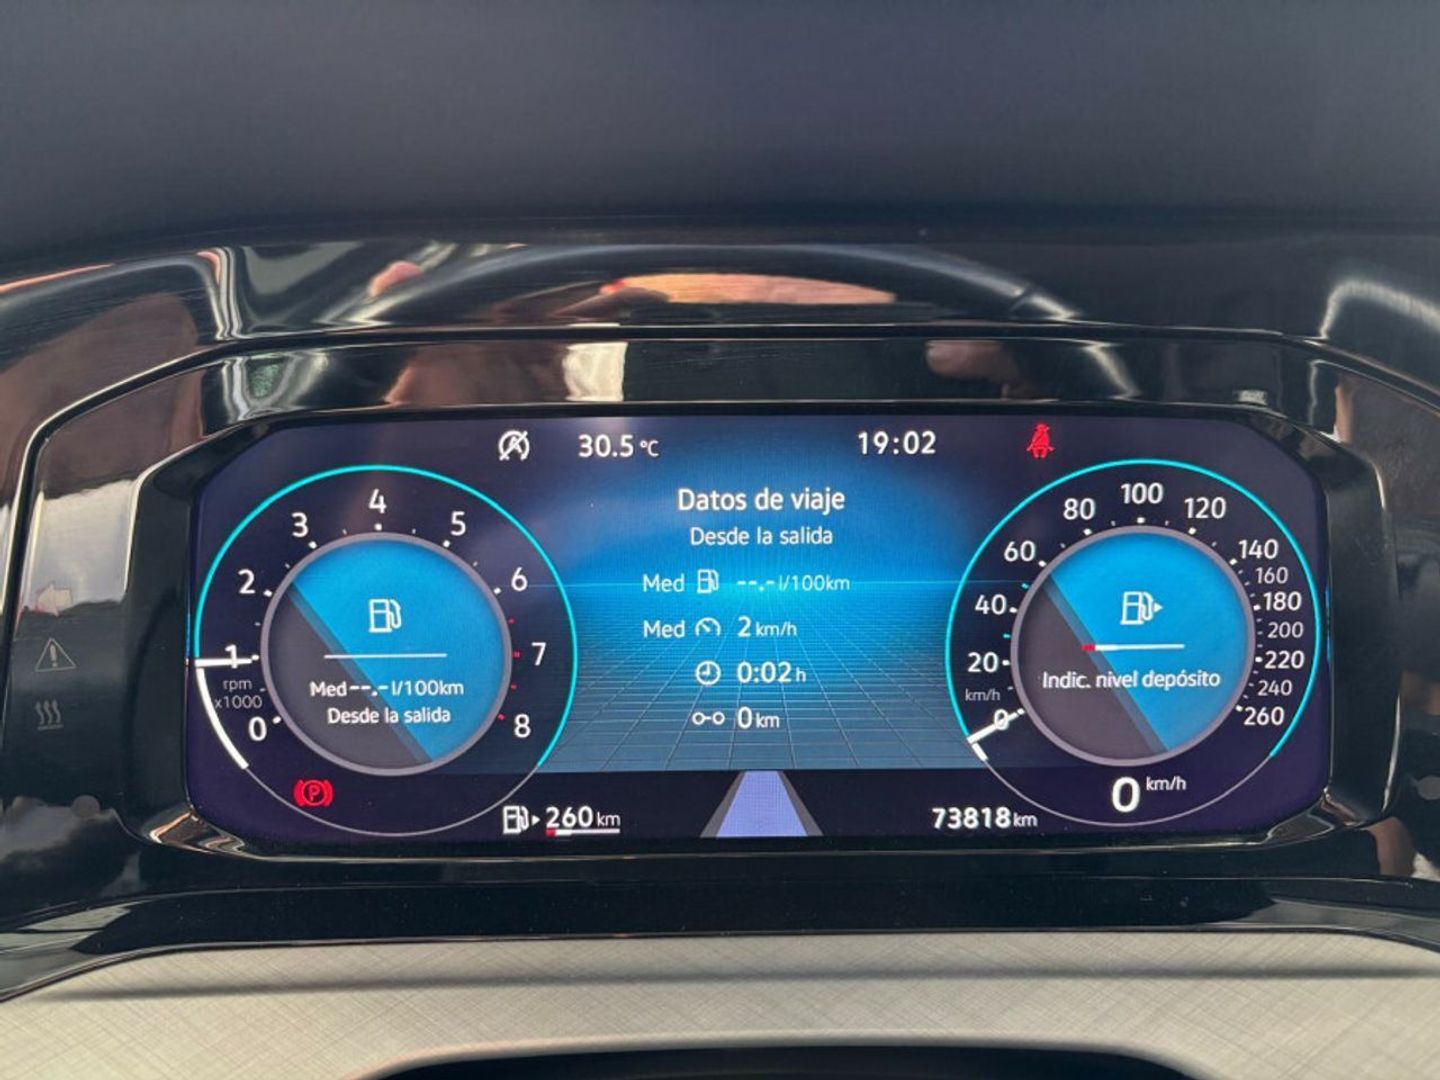 30.5 °C
19:02
Datos de viaje
Desde la salida
Med --.- l/100km
Med 2 km/h
0:02 h
0 km
0
1
2
3
4
5
6
7
8
rpm
x1000
Med--.-l/100km
Desde la salida
0
20
40
60
80
100
120
140
160
180
200
220
240
260
km/h
Indic. nivel depósito
0 km/h
P
260 km
73818 km